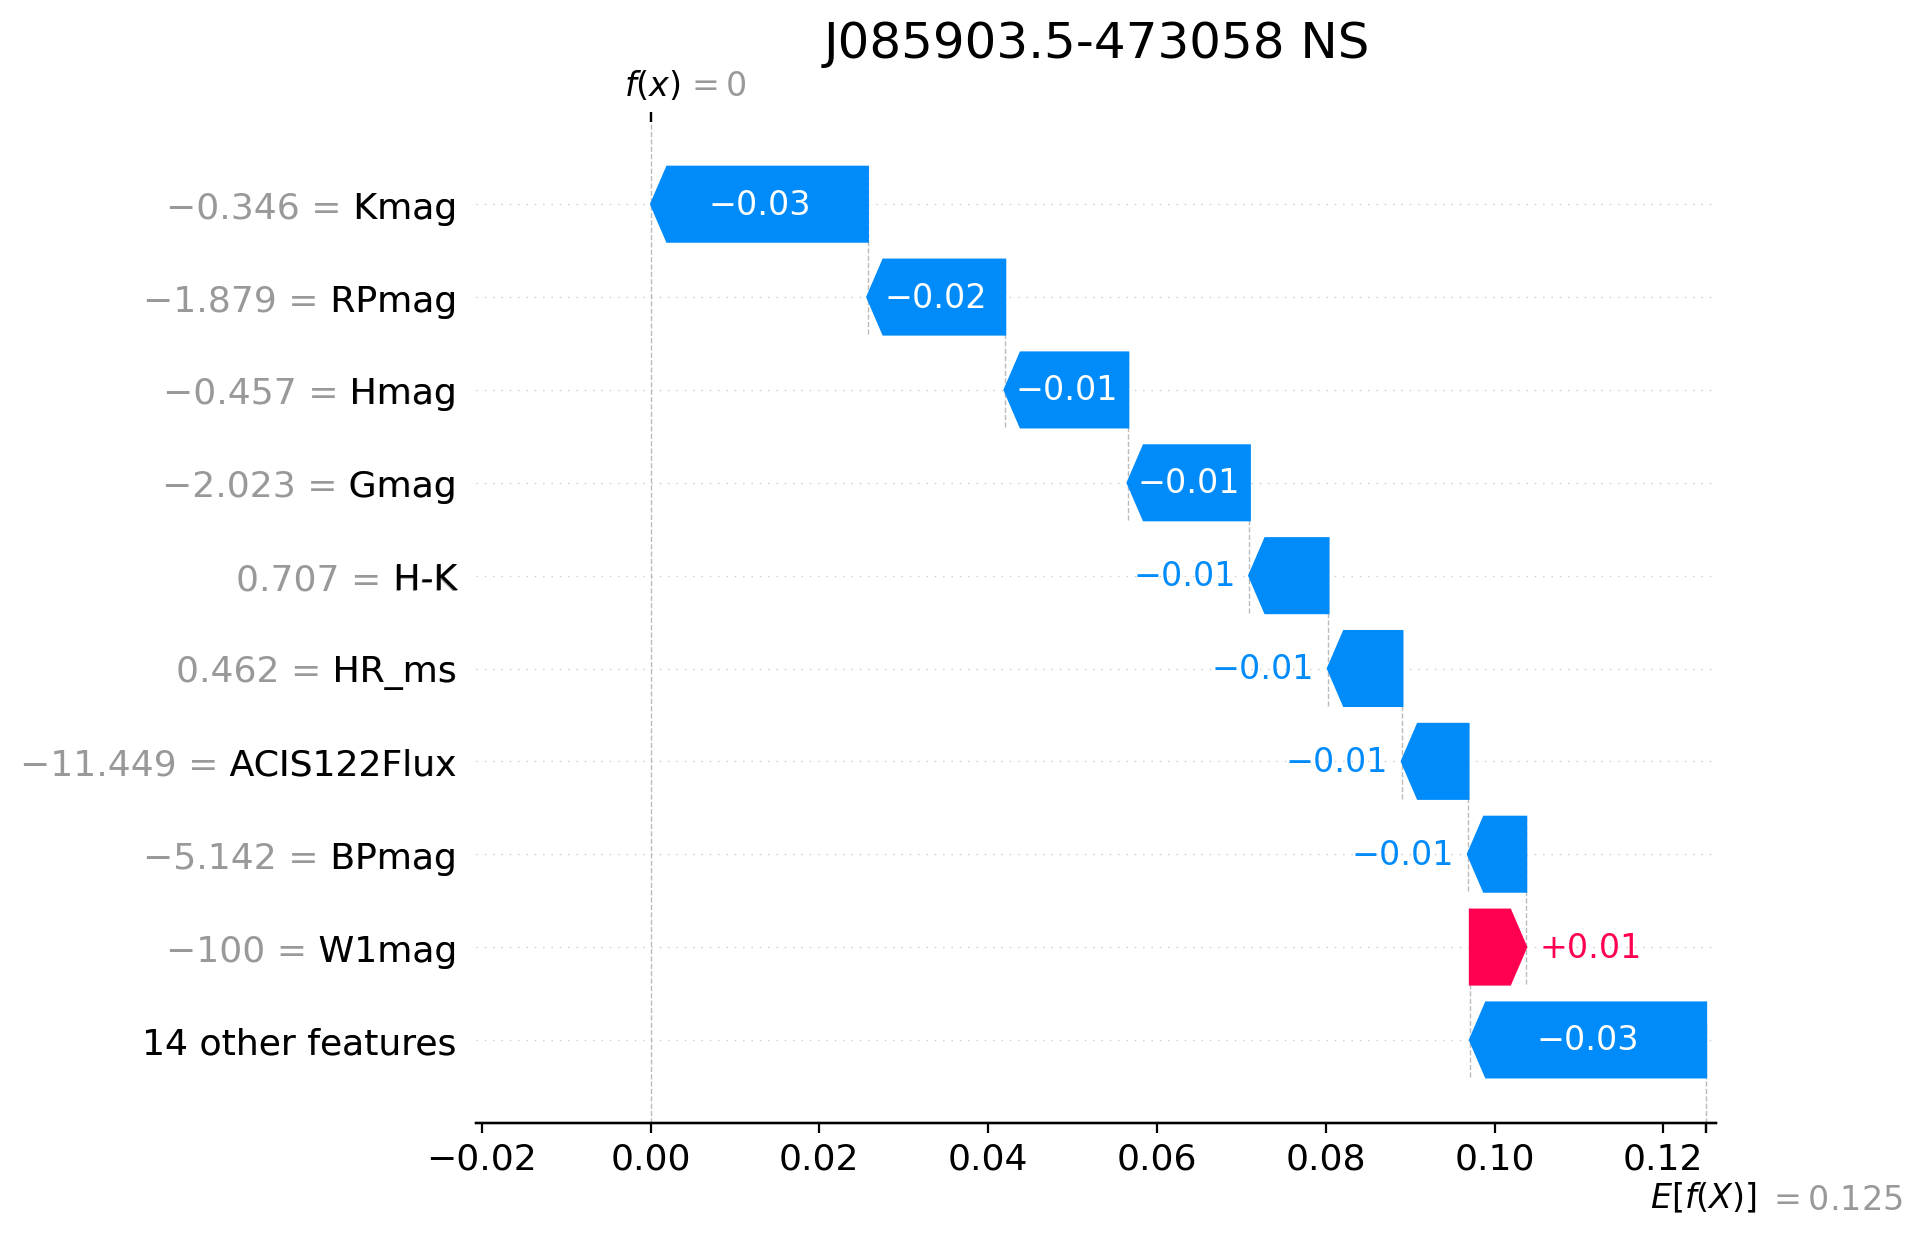 J085903.5-473058 NS
f(x) = 0
−0.346 = Kmag
−0.03
−1.879 = RPmag
−0.02
−0.457 = Hmag
−0.01
−2.023 = Gmag
−0.01
0.707 = H-K
−0.01
0.462 = HR_ms
−0.01
−11.449 = ACIS122Flux
−0.01
−5.142 = BPmag
−0.01
−100 = W1mag
+0.01
14 other features
−0.03
−0.02 0.00 0.02 0.04 0.06 0.08 0.10 0.12
E[f(X)] = 0.125